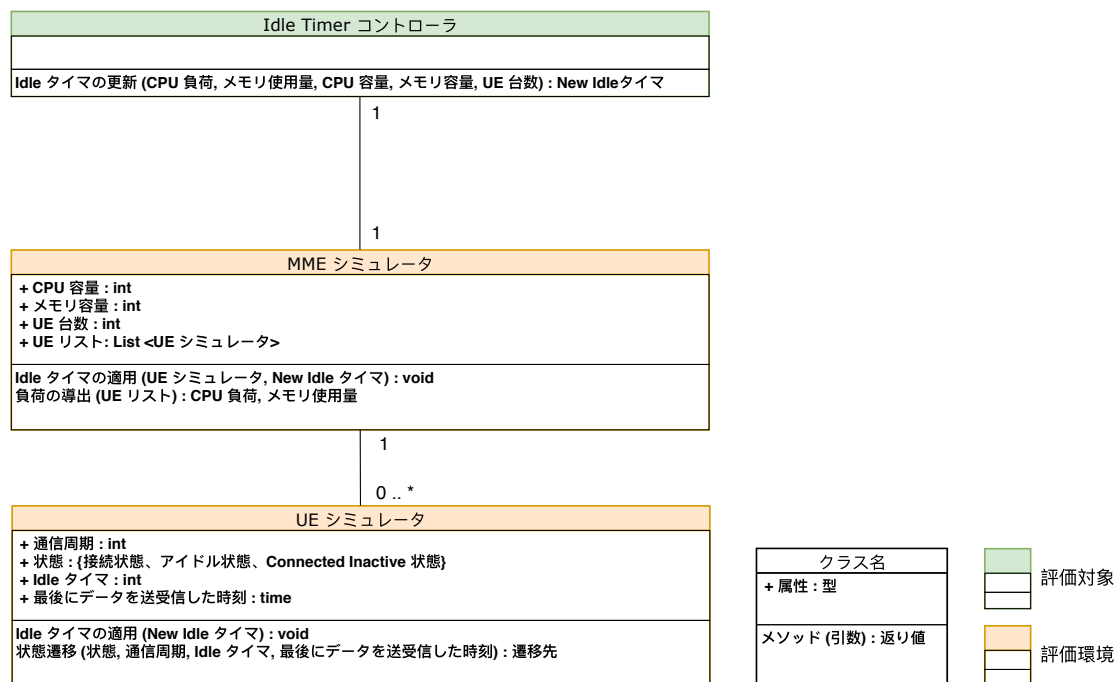 Idle Timer コントローラ
Idle タイマの更新 (CPU 負荷, メモリ使用量, CPU 容量, メモリ容量, UE 台数) : New Idleタイマ
1
1
MME シミュレータ
+ CPU 容量 : int
+ メモリ容量 : int
+ UE 台数 : int
+ UE リスト: List <UE シミュレータ>
Idle タイマの適用 (UE シミュレータ, New Idle タイマ) : void
負荷の導出 (UE リスト) : CPU 負荷, メモリ使用量
1
0 .. *
UE シミュレータ
+ 通信周期 : int
+ 状態 : {接続状態、アイドル状態、Connected Inactive 状態}
+ Idle タイマ : int
+ 最後にデータを送受信した時刻 : time
Idle タイマの適用 (New Idle タイマ) : void
状態遷移 (状態, 通信周期, Idle タイマ, 最後にデータを送受信した時刻) : 遷移先
クラス名
+ 属性 : 型
メソッド (引数) : 返り値
評価対象
評価環境